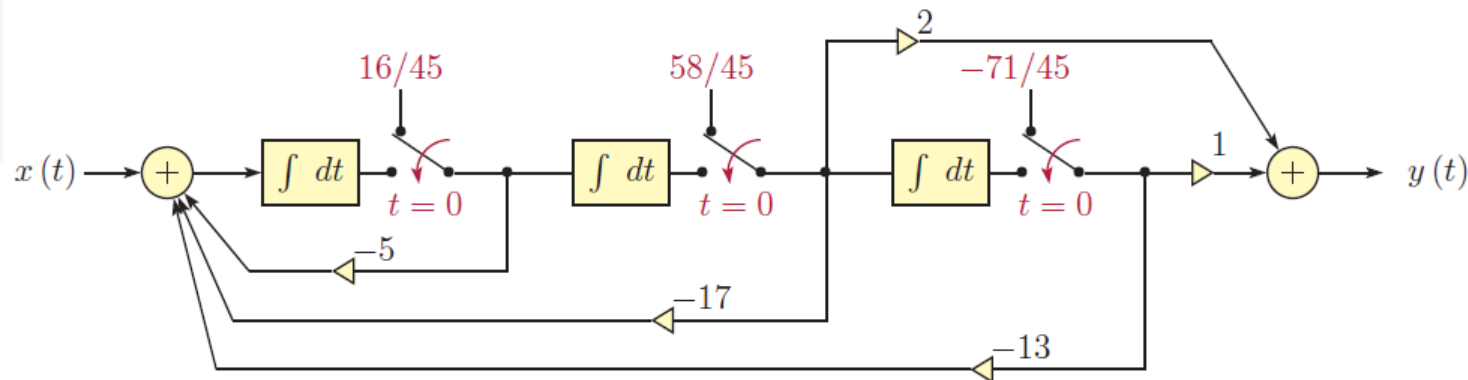 2
16/45
58/45
−71/45
1
x (t)
+
∫ dt
∫ dt
∫ dt
+
y (t)
t = 0
t = 0
t = 0
−5
−17
−13